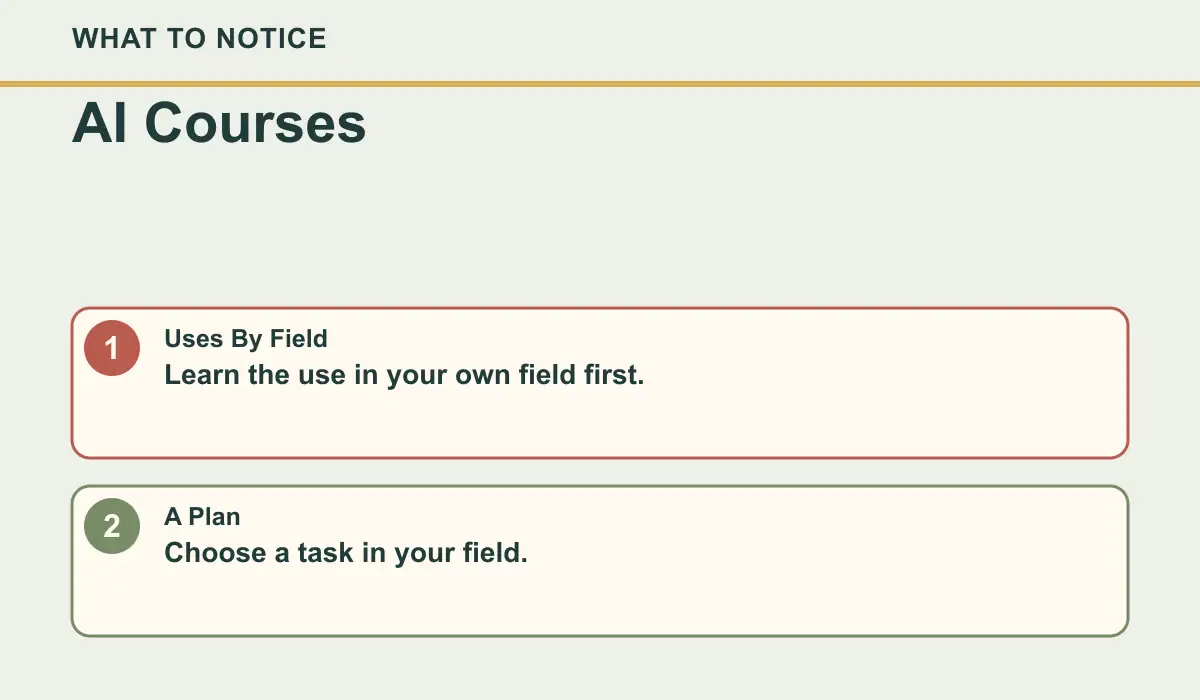 WHAT TO NOTICE
AI Courses
1
Uses By Field
Learn the use in your own field first.
2
A Plan
Choose a task in your field.